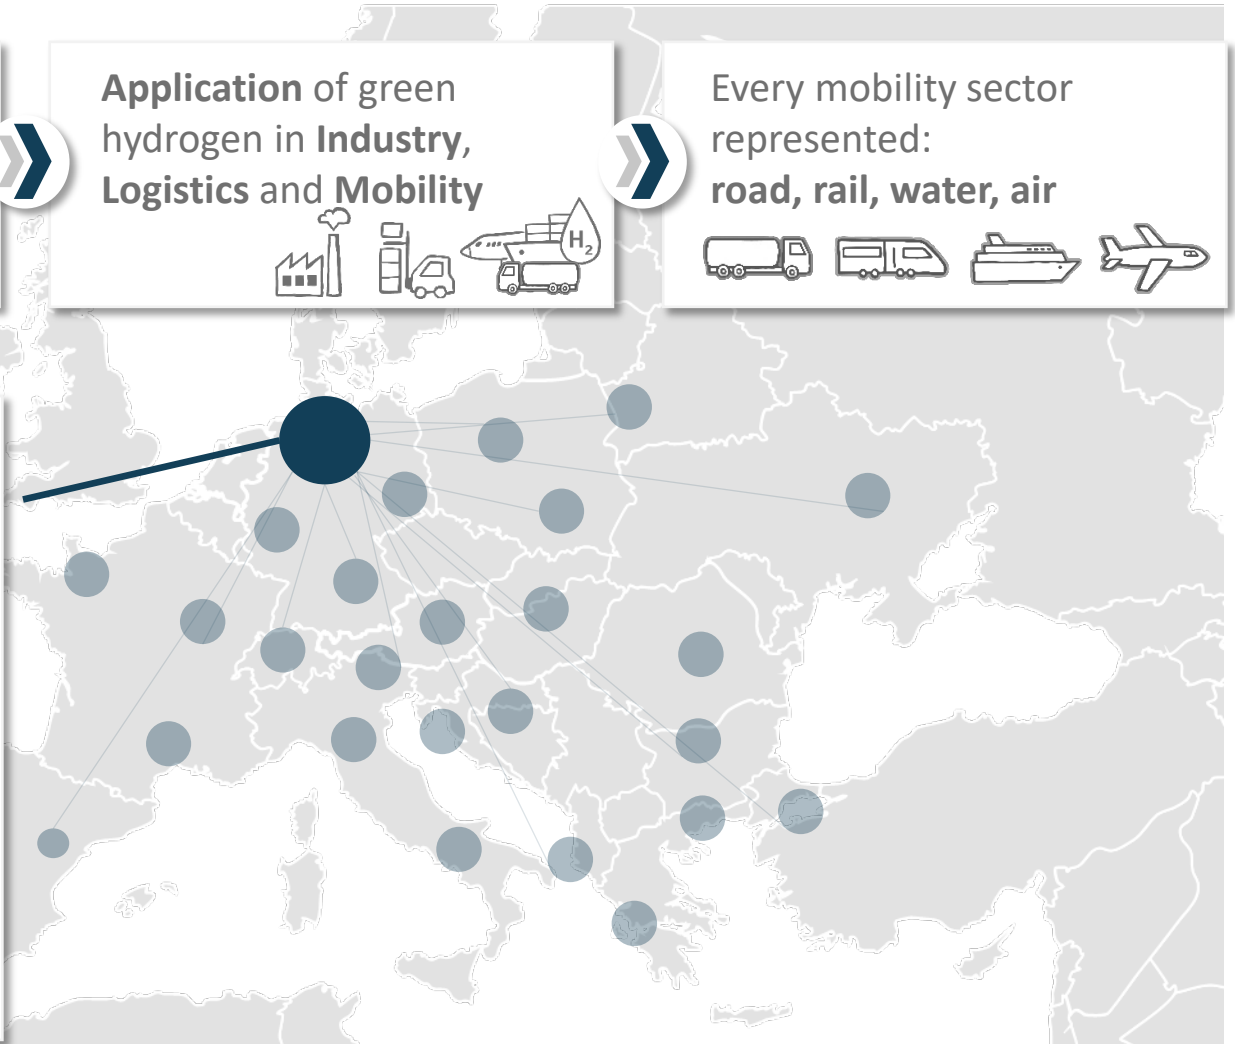 Application of green
hydrogen in Industry,
Logistics and Mobility
H2
Every mobility sector
represented:
road, rail, water, air